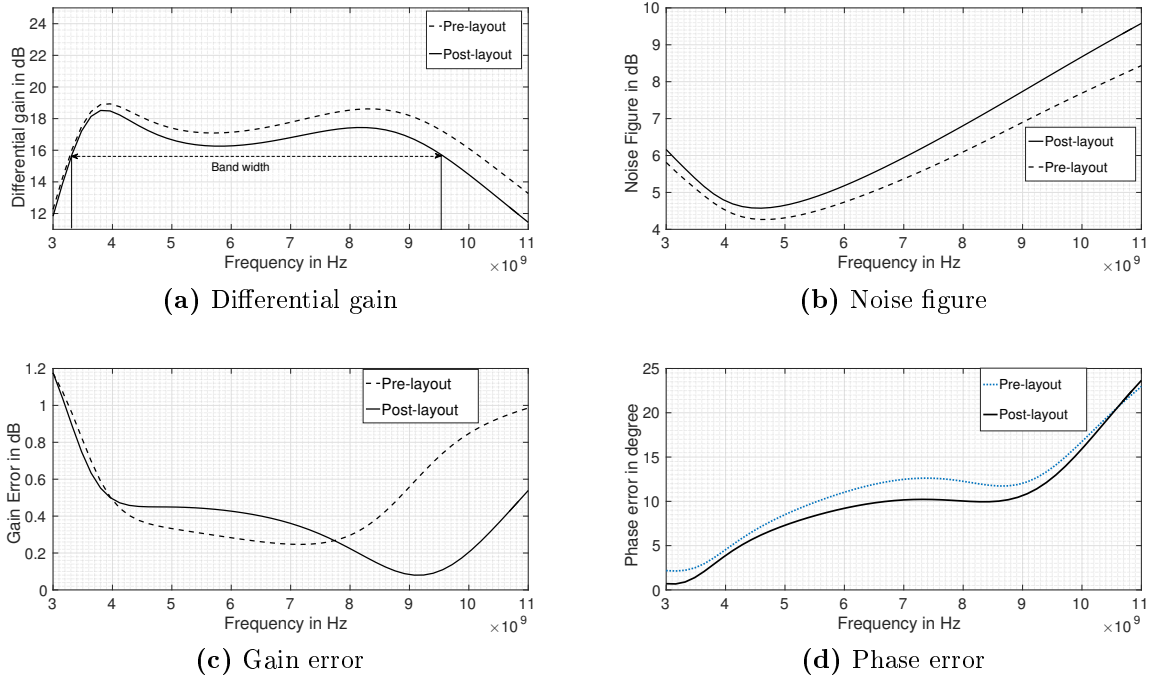 Differential gain in dB
24
22
20
18
16
14
12
Pre-layout
Post-layout
Band width
3 4 5 6 7 8 9 10 11
Frequency in Hz
×10^9
(a) Differential gain
Noise Figure in dB
10
9
8
7
6
5
4
Post-layout
Pre-layout
3 4 5 6 7 8 9 10 11
Frequency in Hz
×10^9
(b) Noise figure
Gain Error in dB
1.2
1
0.8
0.6
0.4
0.2
0
Pre-layout
Post-layout
3 4 5 6 7 8 9 10 11
Frequency in Hz
×10^9
(c) Gain error
Phase error in degree
25
20
15
10
5
0
Pre-layout
Post-layout
3 4 5 6 7 8 9 10 11
Frequency in Hz
×10^9
(d) Phase error